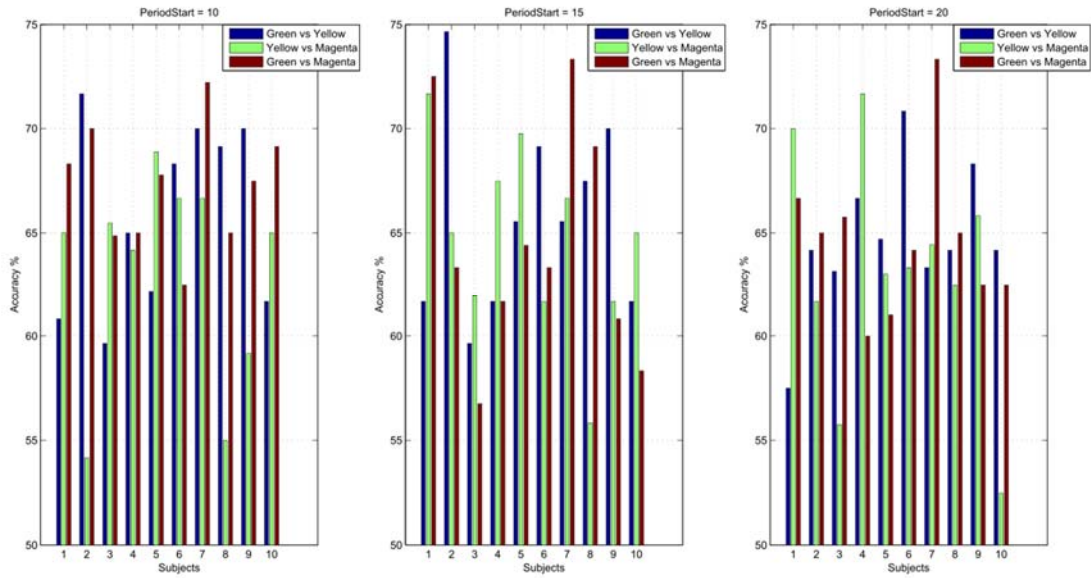 PeriodStart = 10
75
70
65
60
55
50
Accuracy %
Green vs Yellow
Yellow vs Magenta
Green vs Magenta
1 2 3 4 5 6 7 8 9 10
Subjects
PeriodStart = 15
75
70
65
60
55
50
Accuracy %
Green vs Yellow
Yellow vs Magenta
Green vs Magenta
1 2 3 4 5 6 7 8 9 10
Subjects
PeriodStart = 20
75
70
65
60
55
50
Accuracy %
Green vs Yellow
Yellow vs Magenta
Green vs Magenta
1 2 3 4 5 6 7 8 9 10
Subjects